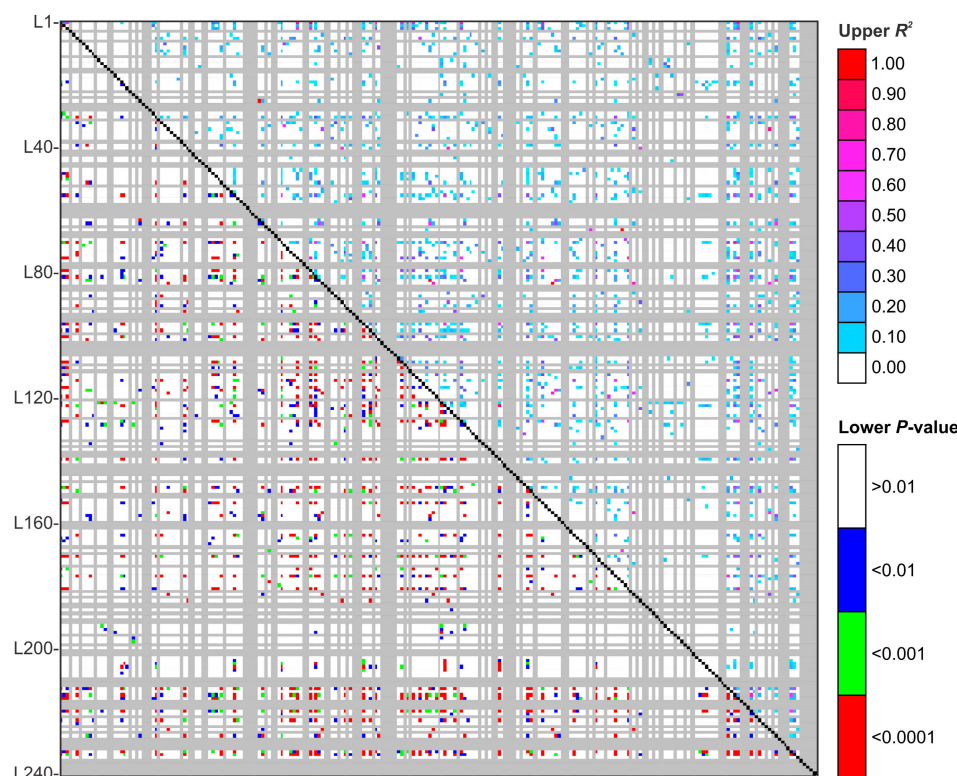 L1-
L40-
L80-
L120-
L160-
L200-
L240-
Upper R²
1.00
0.90
0.80
0.70
0.60
0.50
0.40
0.30
0.20
0.10
0.00
Lower P-value
>0.01
<0.01
<0.001
<0.0001